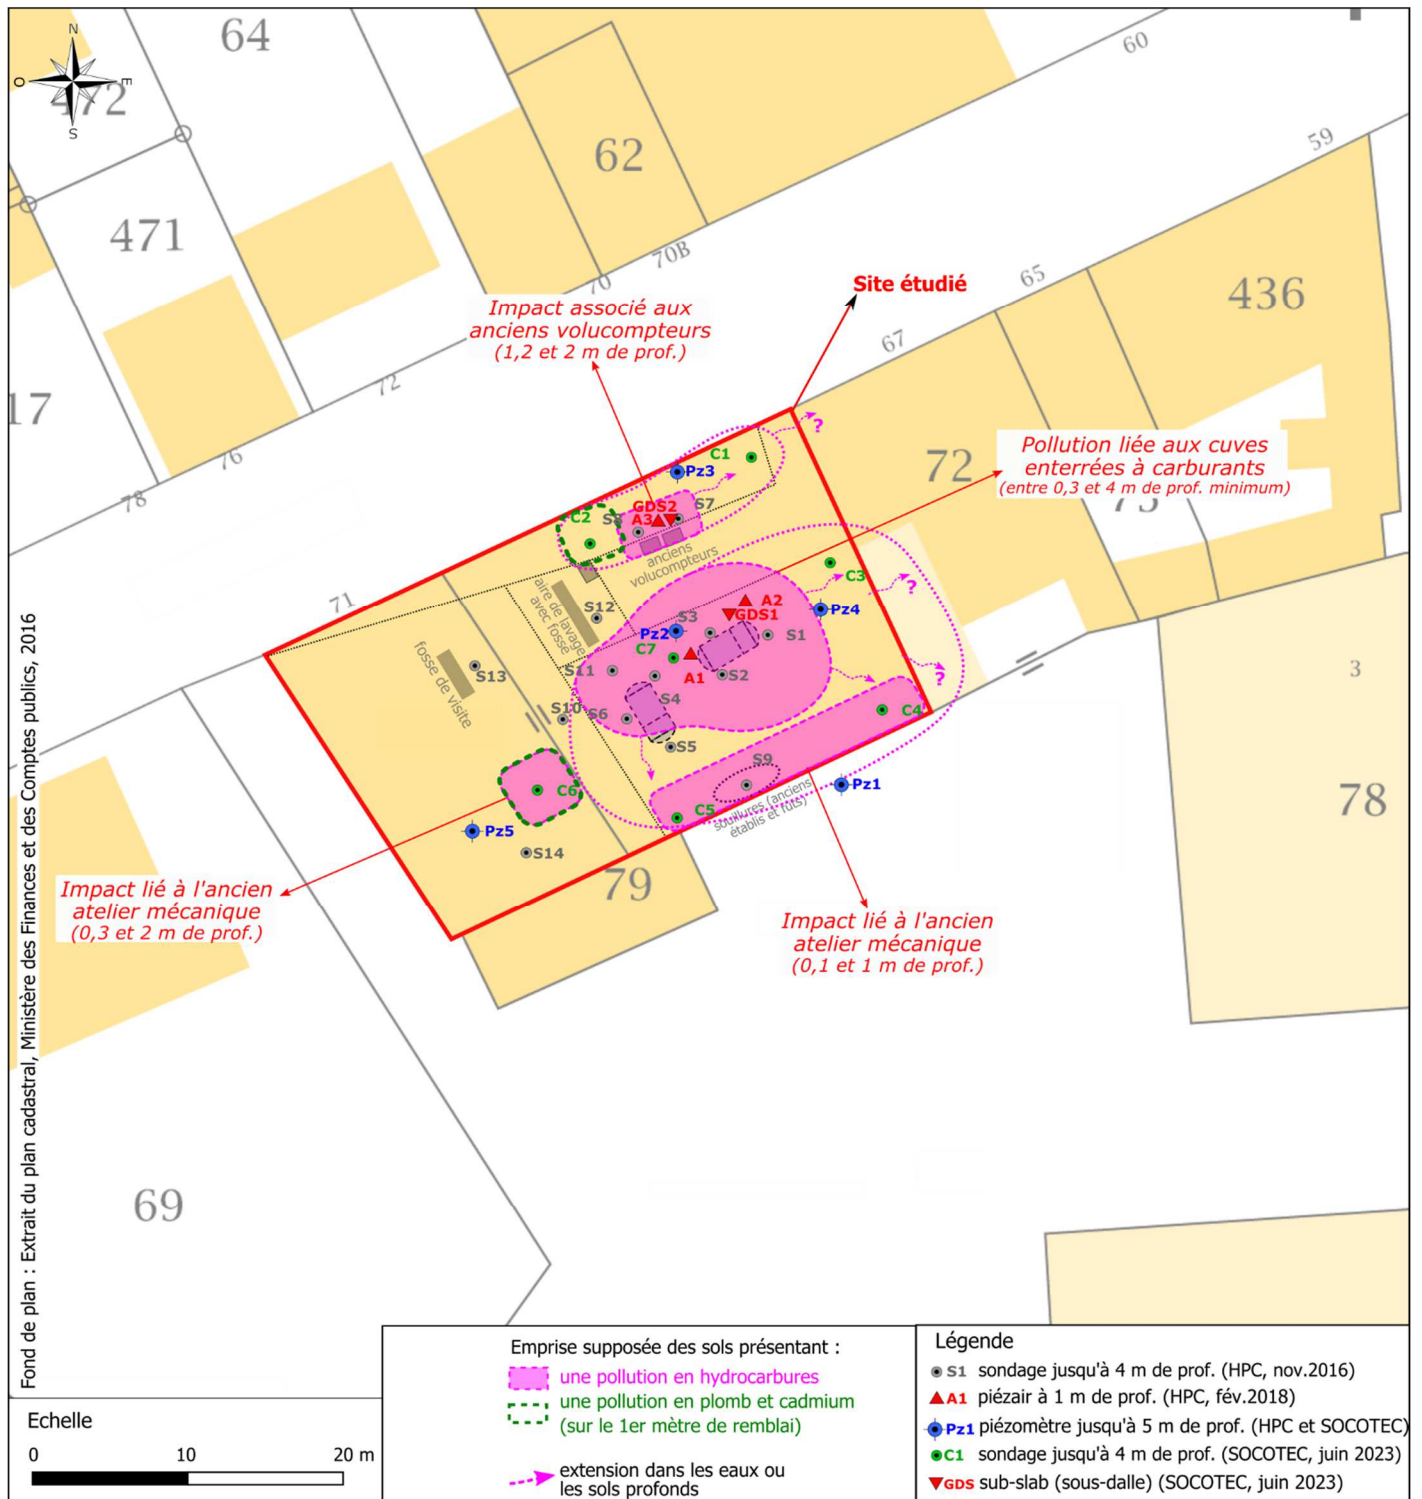 64
N
O
E
S
472
62
60
59
471
70B
70
65
436
Site étudié
Impact associé aux
anciens volucompteurs
(1,2 et 2 m de prof.)
67
72
17
76
78
Pollution liée aux cuves
enterrées à carburants
(entre 0,3 et 4 m de prof. minimum)
72
73
C1
?
Pz3
GDS2
S7
C2
S8
A3
anciens
volucompteurs
C3
?
aire de lavage
avec fosse
S12
A2
GDS1
Pz4
S3
Pz2
S1
71
C7
fosse de visite
S13
S11
A1
S2
?
S4
S10
S6
C4
S5
S9
C6
Pz1
C5
souillures (anciens
établis et fûts)
Pz5
S14
3
78
79
Impact lié à l'ancien
atelier mécanique
(0,3 et 2 m de prof.)
Impact lié à l'ancien
atelier mécanique
(0,1 et 1 m de prof.)
69
Fond de plan : Extrait du plan cadastral, Ministère des Finances et des Comptes publics, 2016
Echelle
0 10 20 m
Emprise supposée des sols présentant :
une pollution en hydrocarbures
une pollution en plomb et cadmium
(sur le 1er mètre de remblai)
extension dans les eaux ou
les sols profonds
Légende
S1 sondage jusqu'à 4 m de prof. (HPC, nov.2016)
A1 piézair à 1 m de prof. (HPC, fév.2018)
Pz1 piézomètre jusqu'à 5 m de prof. (HPC et SOCOTEC)
C1 sondage jusqu'à 4 m de prof. (SOCOTEC, juin 2023)
GDS sub-slab (sous-dalle) (SOCOTEC, juin 2023)